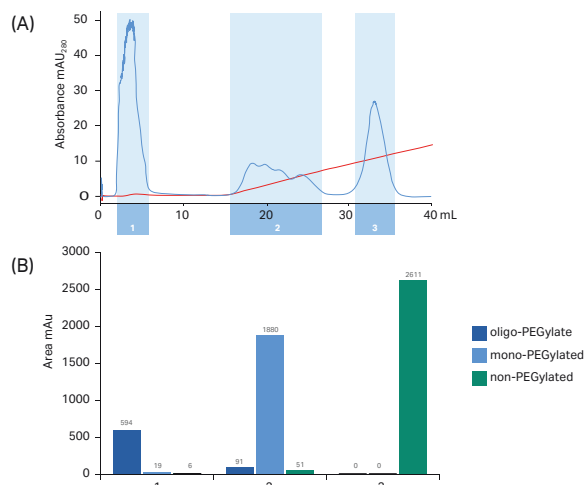 (A)
Absorbance mAU280
50
40
30
20
10
0
0 10 20 30 40 mL
1 2 3
(B)
Area mAu
3000
2500
2000
1500
1000
500
0
594 19 6
91 1880 51
0 0 2611
oligo-PEGylate
mono-PEGylated
non-PEGylated